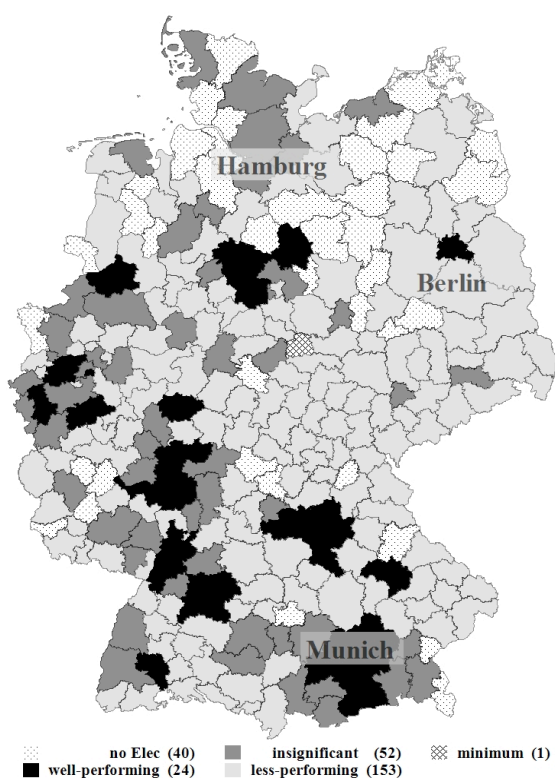 Hamburg
Berlin
Munich
no Elec (40) insignificant (52) minimum (1)
well-performing (24) less-performing (153)